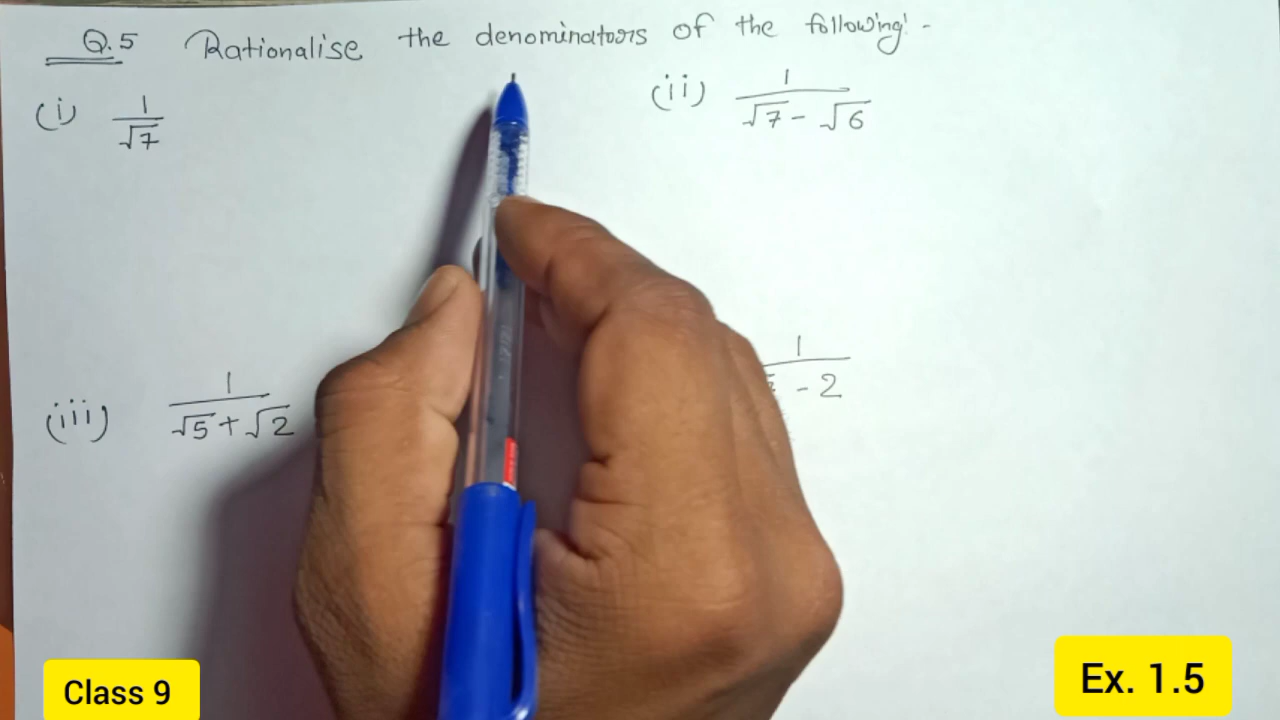 Q.5 Rationalise the denominators of the following:-
(i) 1/√7
(ii) 1/(√7 - √6)
(iii) 1/(√5 + √2)
1
- 2
Class 9
Ex. 1.5